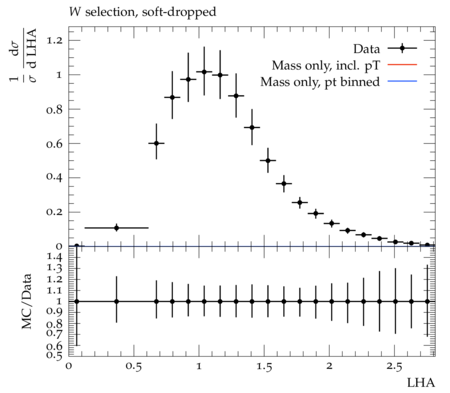 W selection, soft-dropped
1/σ dσ/d LHA
Data
Mass only, incl. pT
Mass only, pt binned
1.2
1
0.8
0.6
0.4
0.2
0
MC/Data
1.4
1.3
1.2
1.1
1
0.9
0.8
0.7
0.6
0.5
0 0.5 1 1.5 2 2.5
LHA